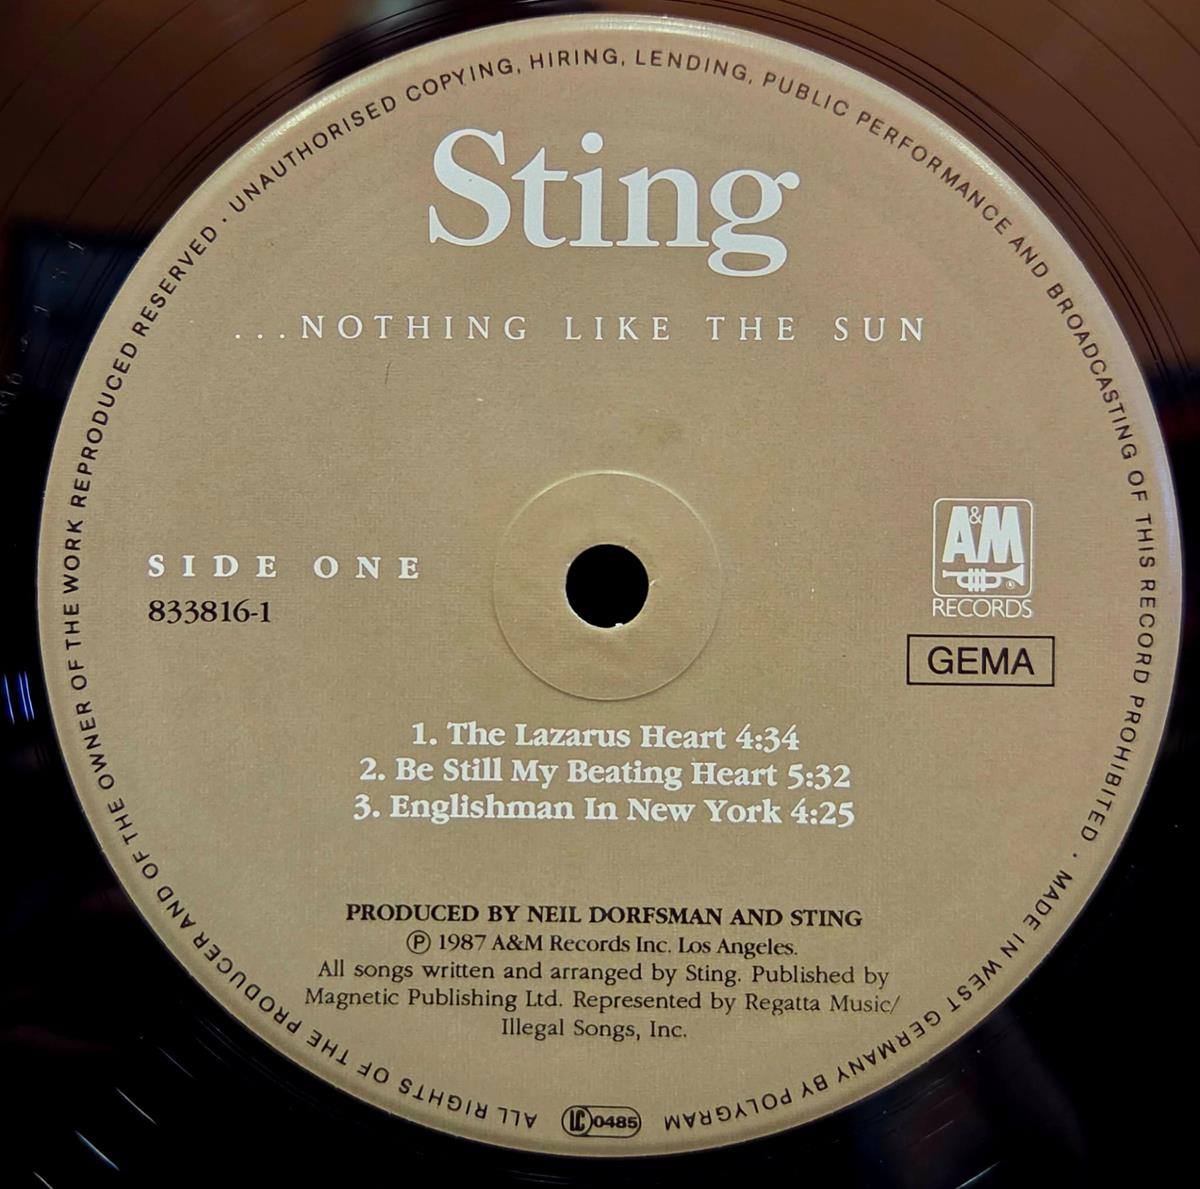 Sting
...NOTHING LIKE THE SUN
SIDE ONE
833816-1
A&M
RECORDS
GEMA
1. The Lazarus Heart 4:34
2. Be Still My Beating Heart 5:32
3. Englishman In New York 4:25
PRODUCED BY NEIL DORFSMAN AND STING
Ⓟ 1987 A&M Records Inc. Los Angeles.
All songs written and arranged by Sting. Published by
Magnetic Publishing Ltd. Represented by Regatta Music/
Illegal Songs, Inc.
ALL RIGHTS OF THE PRODUCER AND OF THE OWNER OF THE WORK REPRODUCED RESERVED · UNAUTHORISED COPYING, HIRING, LENDING, PUBLIC PERFORMANCE AND BROADCASTING OF THIS RECORD PROHIBITED · MADE IN WEST GERMANY BY POLYGRAM
LC 0485